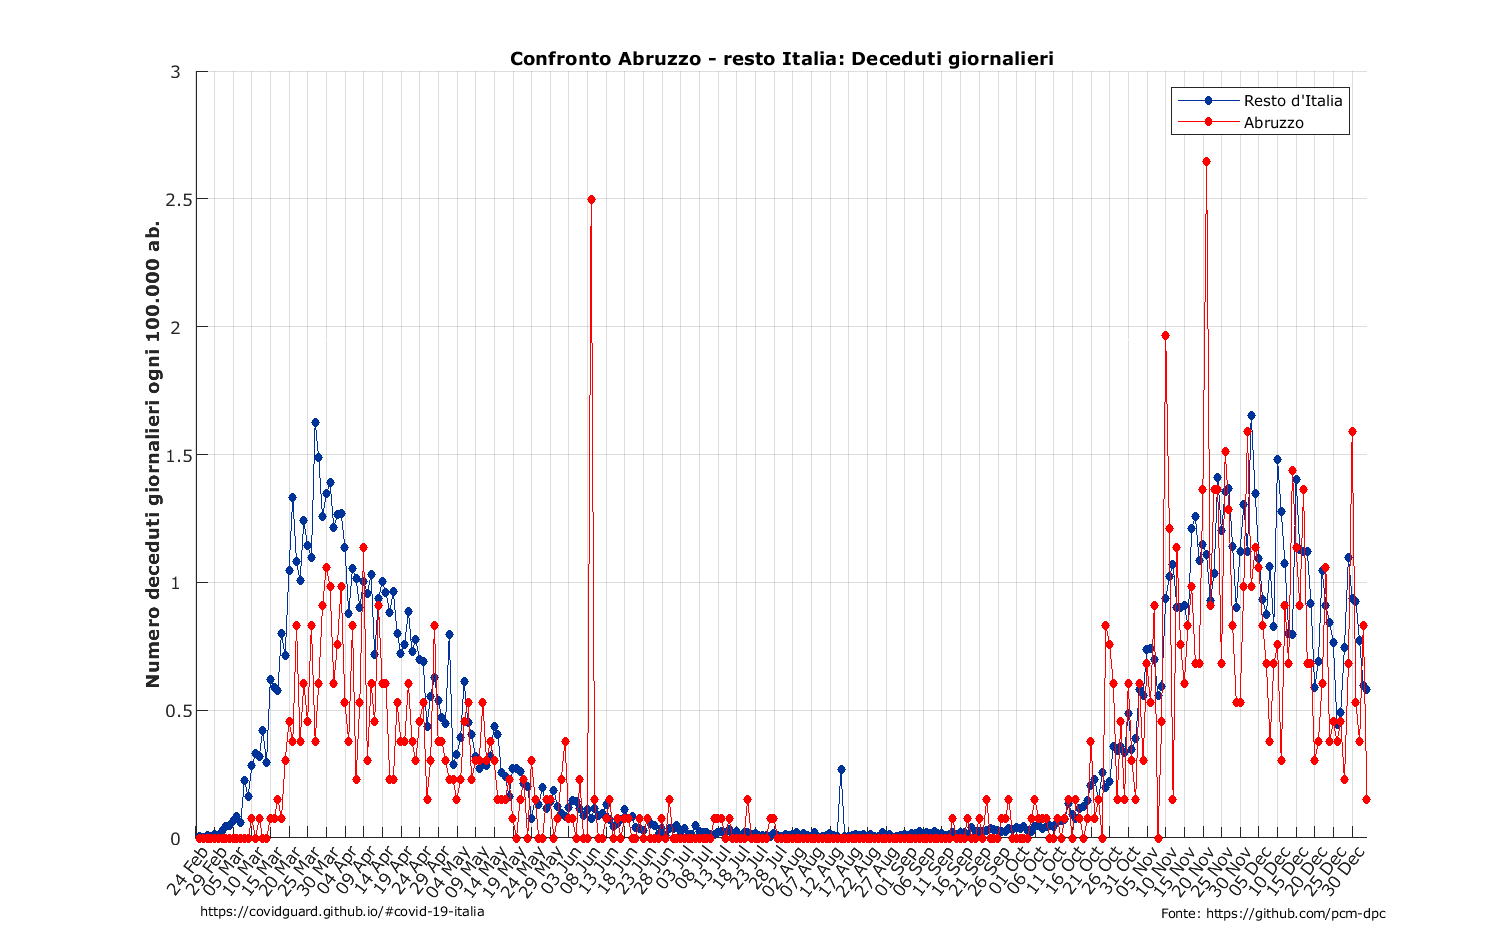 Confronto Abruzzo - resto Italia: Deceduti giornalieri
Resto d'Italia
Abruzzo
Numero deceduti giornalieri ogni 100.000 ab.
3
2.5
2
1.5
1
0.5
0
24 Feb
29 Feb
05 Mar
10 Mar
15 Mar
20 Mar
25 Mar
30 Mar
04 Apr
09 Apr
14 Apr
19 Apr
24 Apr
29 Apr
04 May
09 May
14 May
19 May
24 May
29 May
03 Jun
08 Jun
13 Jun
18 Jun
23 Jun
28 Jun
03 Jul
08 Jul
13 Jul
18 Jul
23 Jul
28 Jul
02 Aug
07 Aug
12 Aug
17 Aug
22 Aug
27 Aug
01 Sep
06 Sep
11 Sep
16 Sep
21 Sep
26 Sep
01 Oct
06 Oct
11 Oct
16 Oct
21 Oct
26 Oct
31 Oct
05 Nov
10 Nov
15 Nov
20 Nov
25 Nov
30 Nov
05 Dec
10 Dec
15 Dec
20 Dec
25 Dec
30 Dec
https://covidguard.github.io/#covid-19-italia
Fonte: https://github.com/pcm-dpc